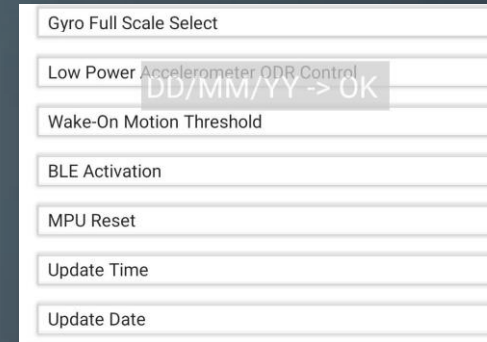 Gyro Full Scale Select
Low Power Accelerometer ODR Control
DD/MM/YY -> OK
Wake-On Motion Threshold
BLE Activation
MPU Reset
Update Time
Update Date